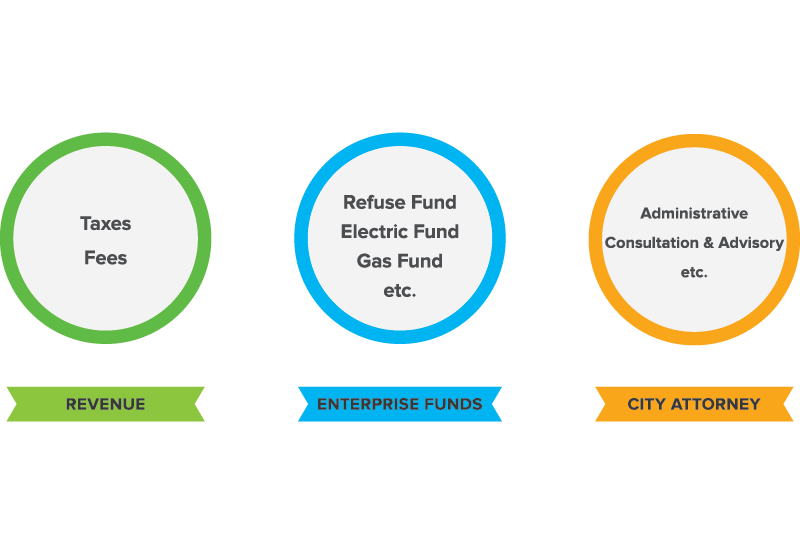 Taxes
Fees
REVENUE
Refuse Fund
Electric Fund
Gas Fund
etc.
ENTERPRISE FUNDS
Administrative
Consultation & Advisory
etc.
CITY ATTORNEY